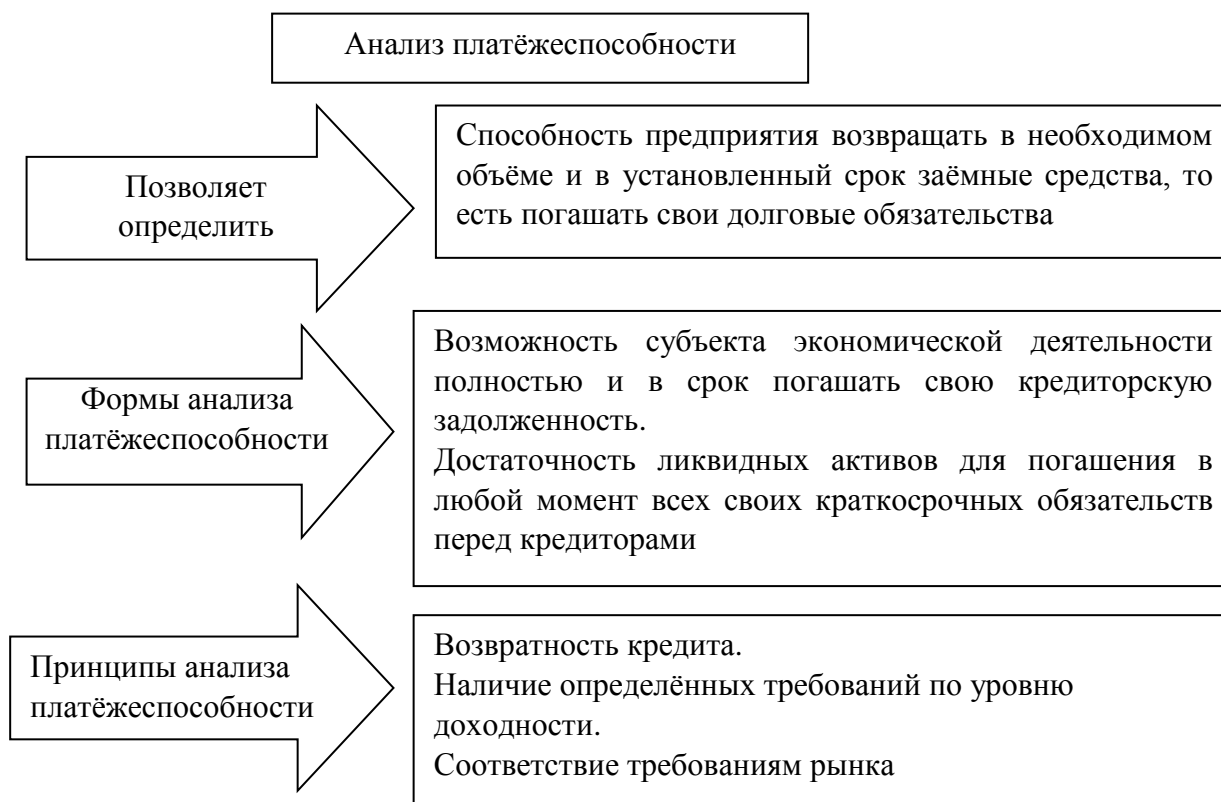 Анализ платёжеспособности
Позволяет
определить
Способность предприятия возвращать в необходимом
объёме и в установленный срок заёмные средства, то
есть погашать свои долговые обязательства
Формы анализа
платёжеспособности
Возможность субъекта экономической деятельности
полностью и в срок погашать свою кредиторскую
задолженность.
Достаточность ликвидных активов для погашения в
любой момент всех своих краткосрочных обязательств
перед кредиторами
Принципы анализа
платёжеспособности
Возвратность кредита.
Наличие определённых требований по уровню
доходности.
Соответствие требованиям рынка